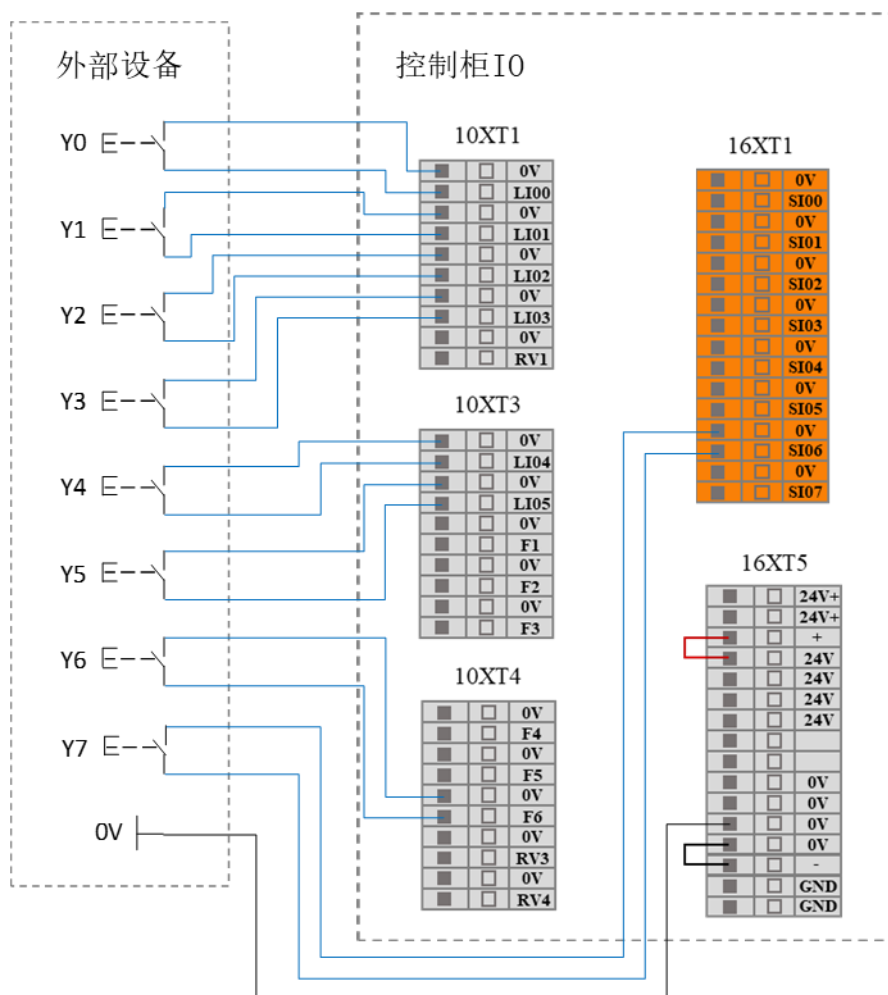 外部设备
Y0
Y1
Y2
Y3
Y4
Y5
Y6
Y7
0V
控制柜IO
10XT1
0V
LI00
0V
LI01
0V
LI02
0V
LI03
0V
RV1
10XT3
0V
LI04
0V
LI05
0V
F1
0V
F2
0V
F3
10XT4
0V
F4
0V
F5
0V
F6
0V
RV3
0V
RV4
16XT1
0V
SI00
0V
SI01
0V
SI02
0V
SI03
0V
SI04
0V
SI05
0V
SI06
0V
SI07
16XT5
24V+
24V+
+
24V
24V
24V
24V
0V
0V
0V
0V
-
GND
GND